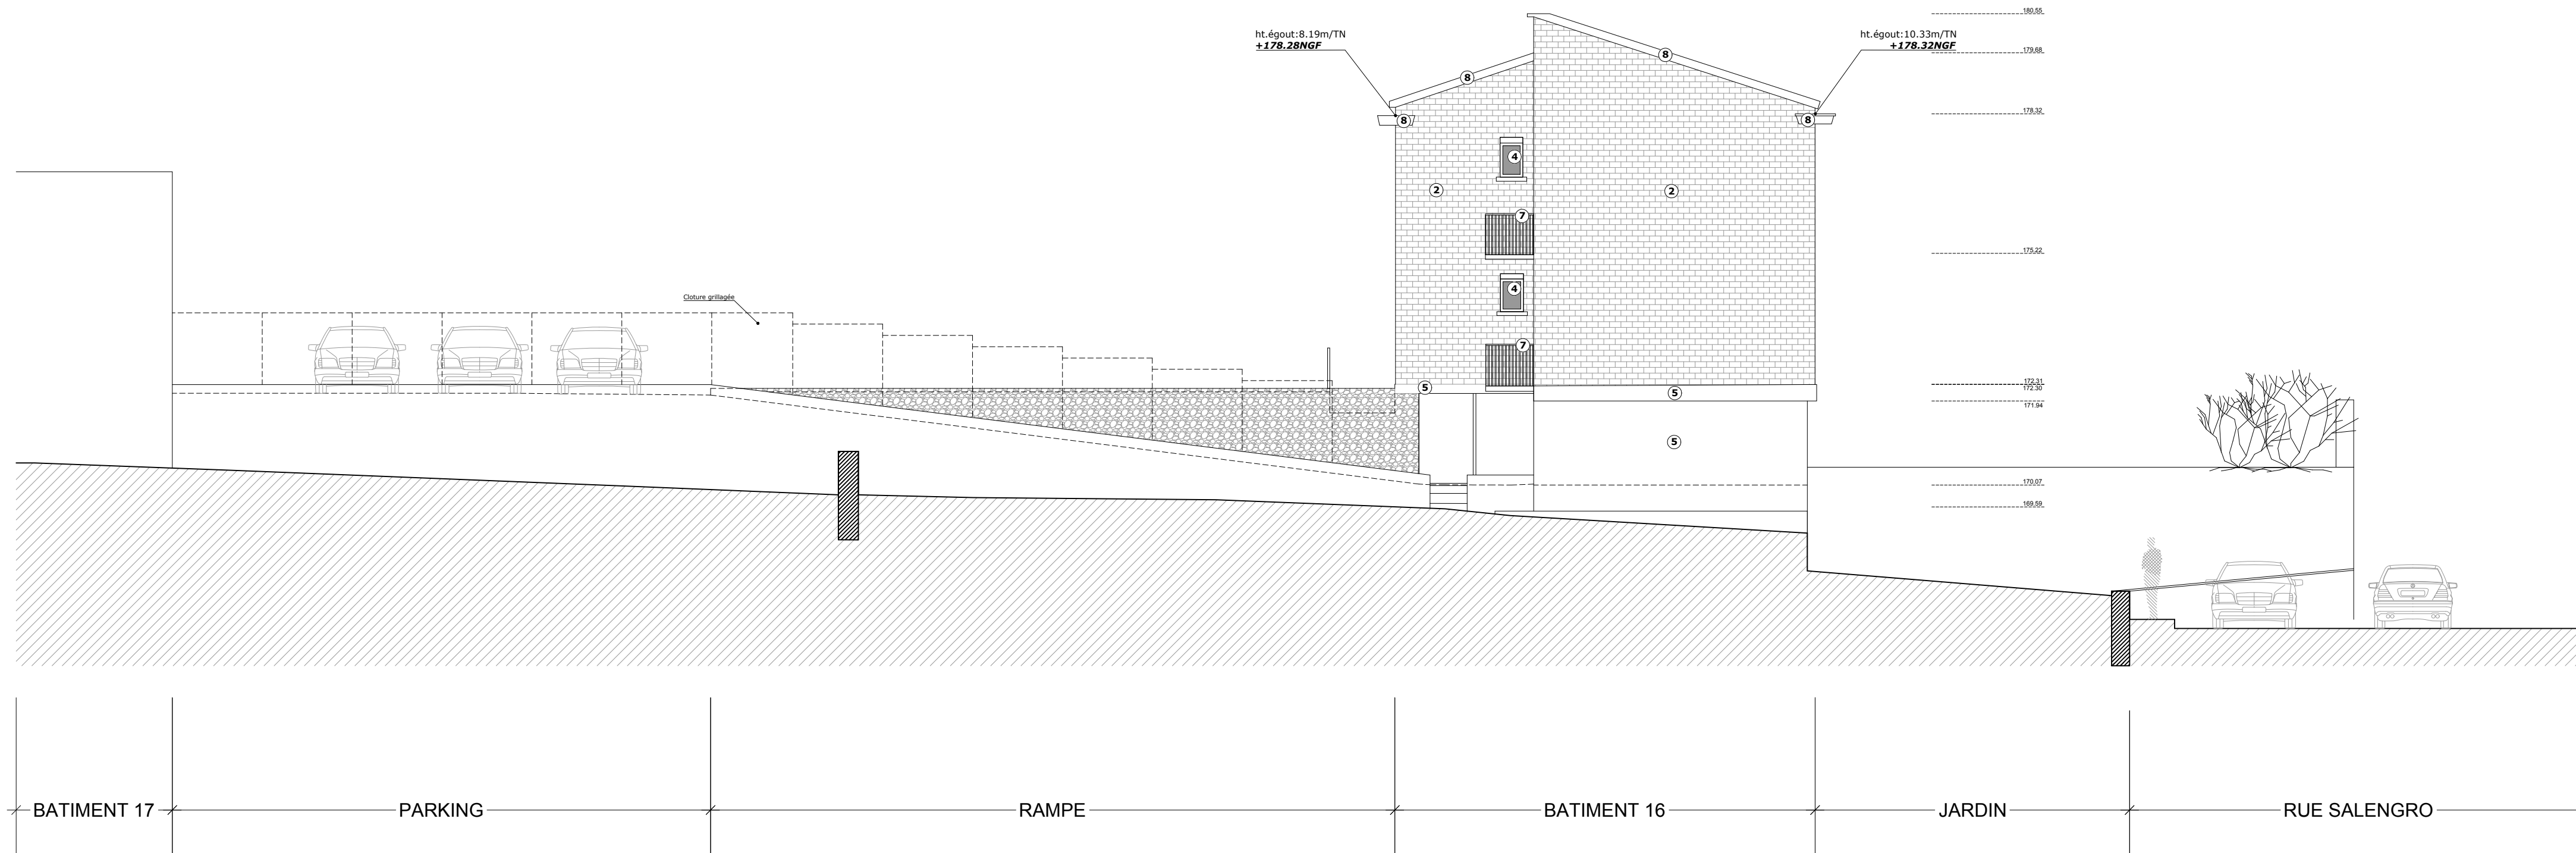 180.55
ht.égout:8.19m/TN
+178.28NGF
ht.égout:10.33m/TN
+178.32NGF
179.68
8
8
178.32
8
8
4
2
2
7
175.22
4
Cloture grillagée
7
172.31
172.30
5
5
171.94
5
170.07
169.59
BATIMENT 17
PARKING
RAMPE
BATIMENT 16
JARDIN
RUE SALENGRO